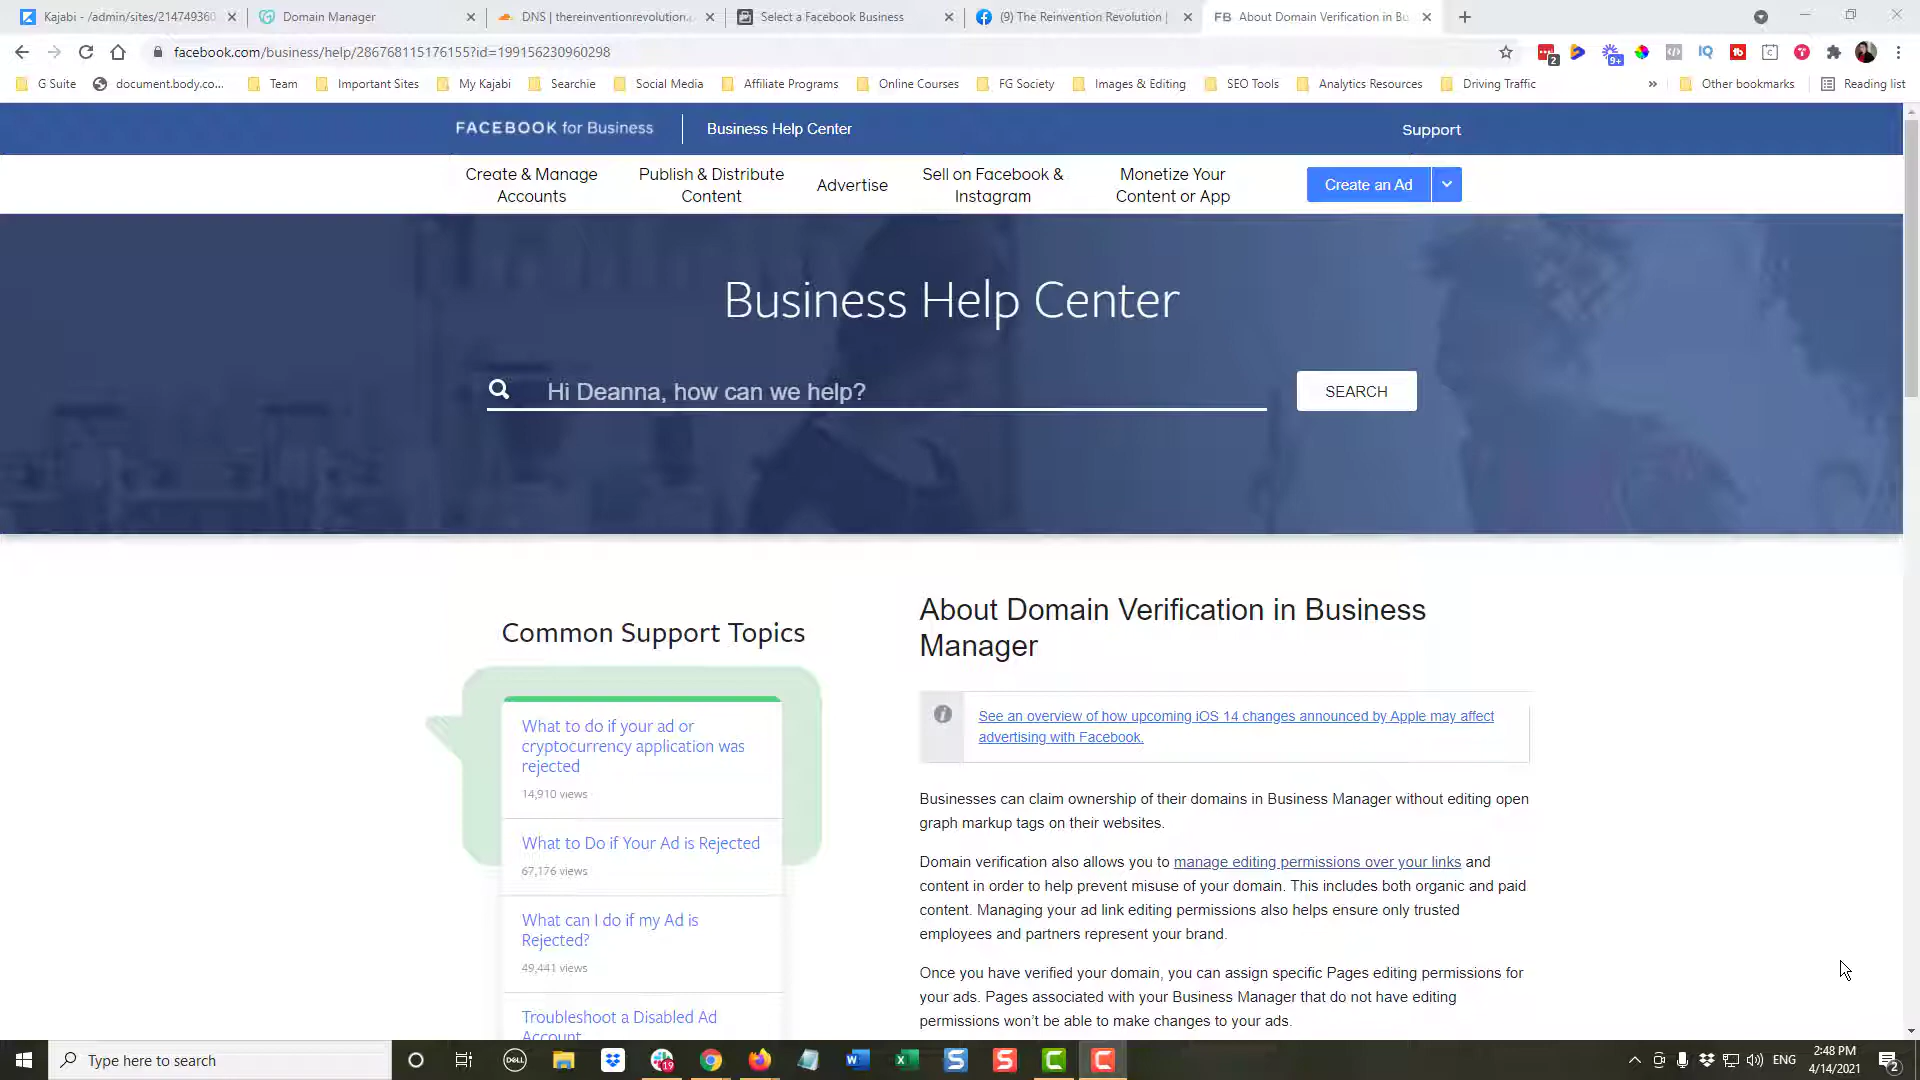 Kajabi - /admin/sites/214749360
Domain Manager
DNS | thereinventionrevolution.
Select a Facebook Business
(9) The Reinvention Revolution |
FB About Domain Verification in Bu
facebook.com/business/help/286768115176155?id=199156230960298
2
9+
G Suite
document.body.co...
Team
Important Sites
My Kajabi
Searchie
Social Media
Affiliate Programs
Online Courses
FG Society
Images & Editing
SEO Tools
Analytics Resources
Driving Traffic
Other bookmarks
Reading list
FACEBOOK for Business
Business Help Center
Support
Create & Manage
Accounts
Publish & Distribute
Content
Advertise
Sell on Facebook &
Instagram
Monetize Your
Content or App
Create an Ad
Business Help Center
Hi Deanna, how can we help?
SEARCH
Common Support Topics
What to do if your ad or
cryptocurrency application was
rejected
14,910 views
What to Do if Your Ad is Rejected
67,176 views
What can I do if my Ad is
Rejected?
49,441 views
Troubleshoot a Disabled Ad
Account
About Domain Verification in Business
Manager
See an overview of how upcoming iOS 14 changes announced by Apple may affect
advertising with Facebook.
Businesses can claim ownership of their domains in Business Manager without editing open
graph markup tags on their websites.
Domain verification also allows you to manage editing permissions over your links and
content in order to help prevent misuse of your domain. This includes both organic and paid
content. Managing your ad link editing permissions also helps ensure only trusted
employees and partners represent your brand.
Once you have verified your domain, you can assign specific Pages editing permissions for
your ads. Pages associated with your Business Manager that do not have editing
permissions won't be able to make changes to your ads.
Type here to search
DELL
19
ENG
2:48 PM
4/14/2021
2